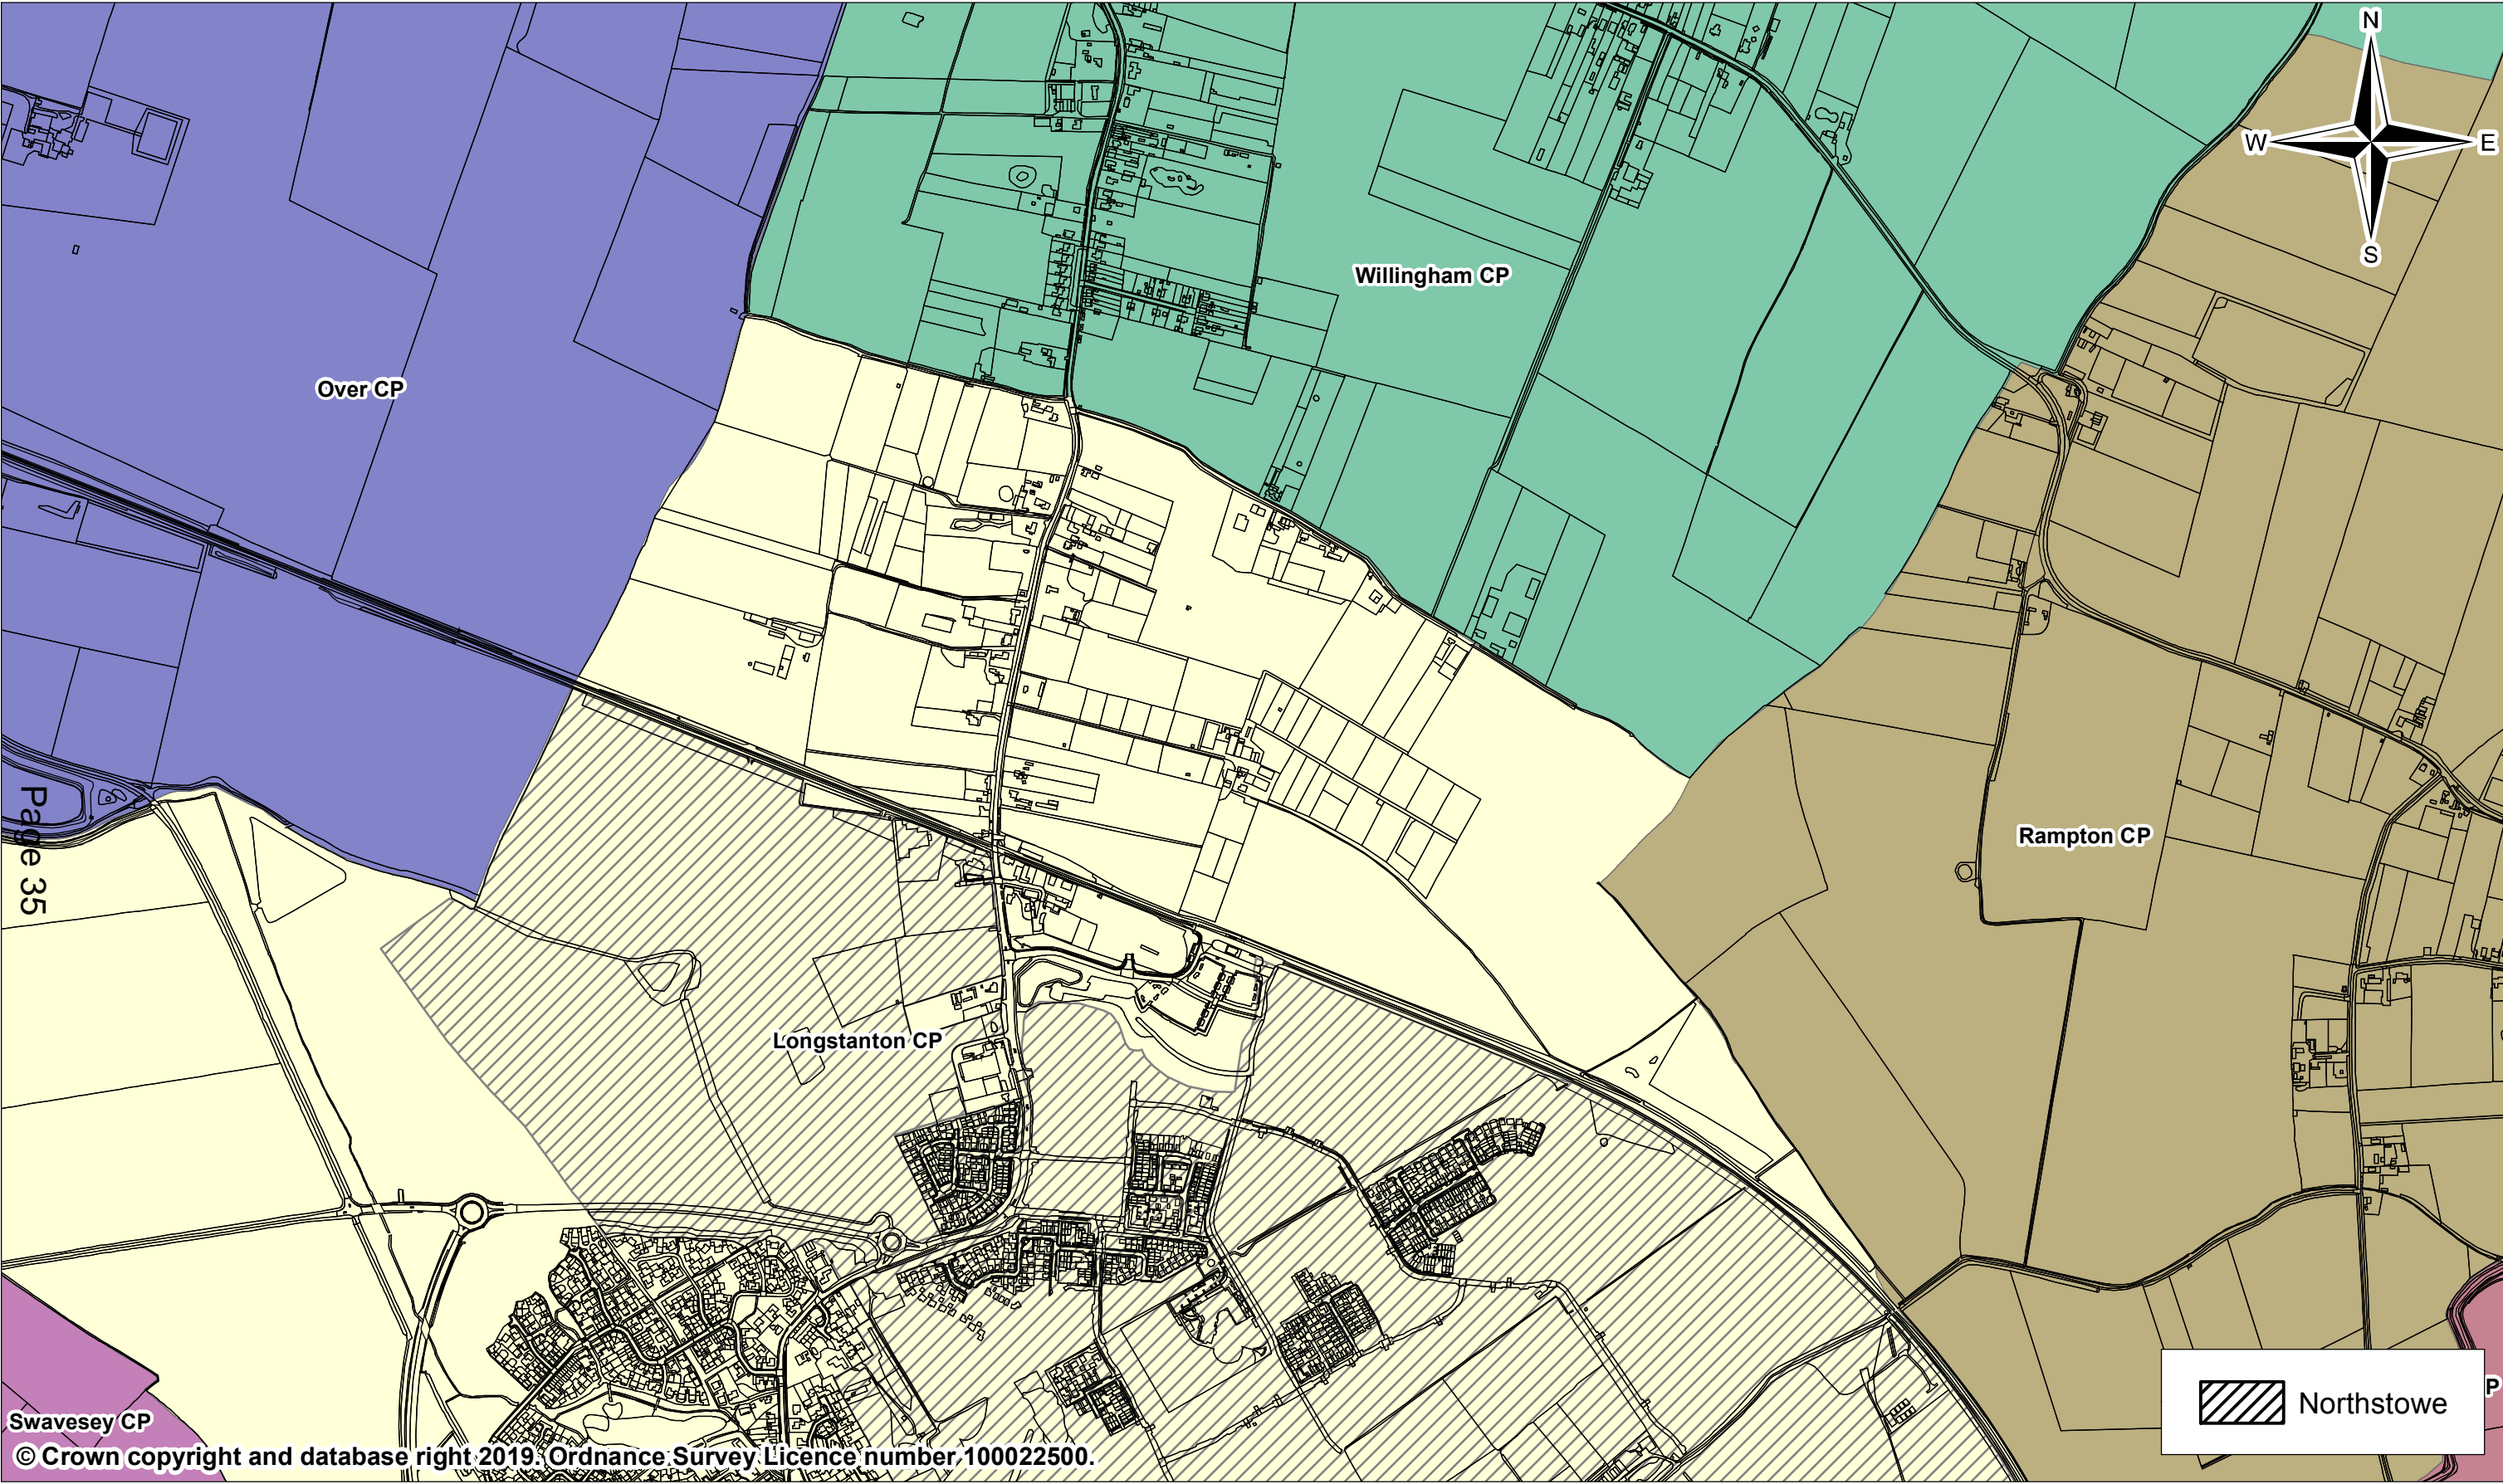 N
W E
S
Willingham CP
Over CP
Page 35
Rampton CP
Longstanton CP
P
Northstowe
Swavesey CP
© Crown copyright and database right 2019. Ordnance Survey Licence number 100022500.